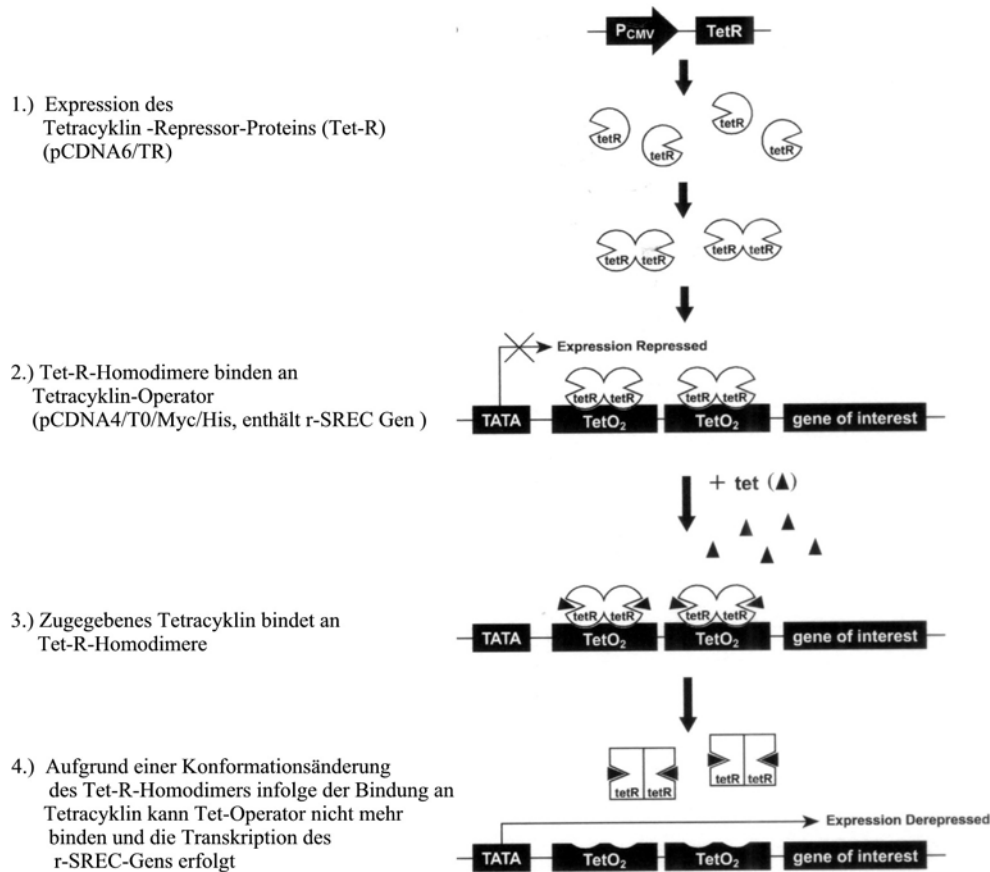 PCMV TetR
1.) Expression des
Tetracyklin -Repressor-Proteins (Tet-R)
(pCDNA6/TR)
tetR tetR tetR tetR
tetR tetR tetR tetR
Expression Repressed
2.) Tet-R-Homodimere binden an
Tetracyklin-Operator
(pCDNA4/T0/Myc/His, enthält r-SREC Gen )
tetR tetR tetR tetR
TATA TetO2 TetO2 gene of interest
+ tet (▲)
3.) Zugegebenes Tetracyklin bindet an
Tet-R-Homodimere
tetR tetR tetR tetR
TATA TetO2 TetO2 gene of interest
4.) Aufgrund einer Konformationsänderung
des Tet-R-Homodimers infolge der Bindung an
Tetracyklin kann Tet-Operator nicht mehr
binden und die Transkription des
r-SREC-Gens erfolgt
tetR tetR tetR tetR
Expression Derepressed
TATA TetO2 TetO2 gene of interest